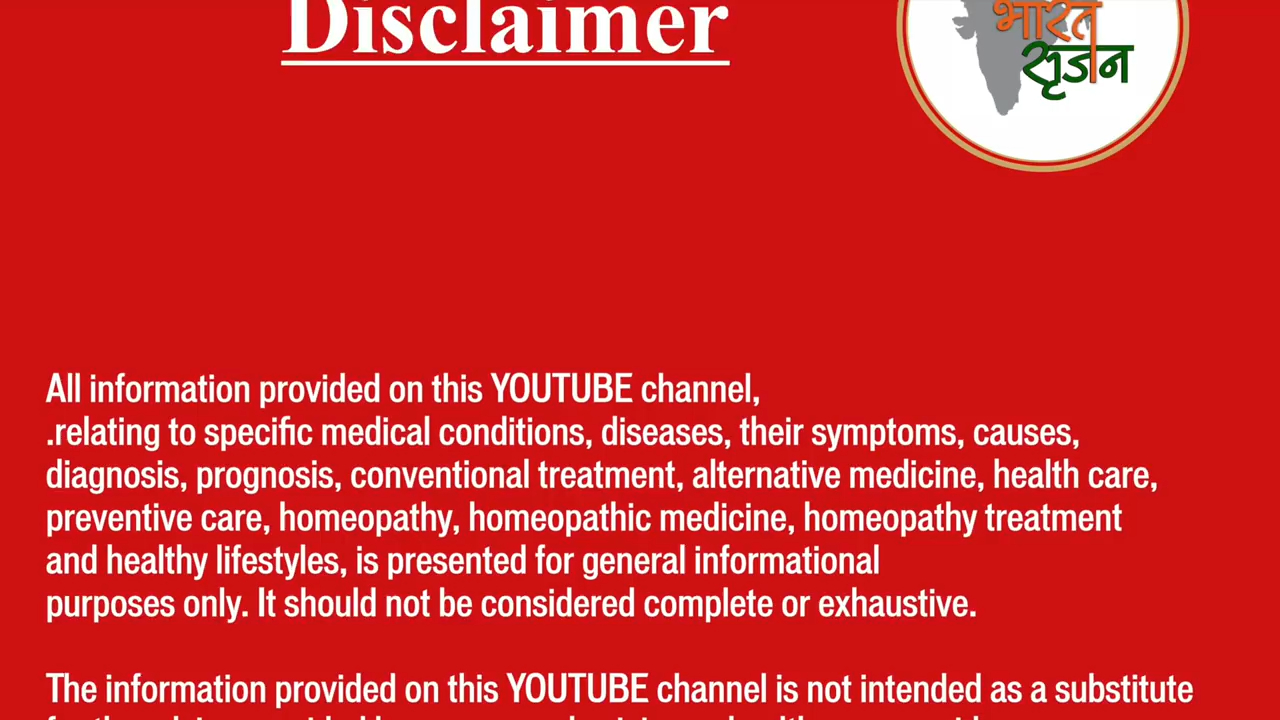 Disclaimer
भारत
सृजन
All information provided on this YOUTUBE channel,
.relating to specific medical conditions, diseases, their symptoms, causes,
diagnosis, prognosis, conventional treatment, alternative medicine, health care,
preventive care, homeopathy, homeopathic medicine, homeopathy treatment
and healthy lifestyles, is presented for general informational
purposes only. It should not be considered complete or exhaustive.
The information provided on this YOUTUBE channel is not intended as a substitute